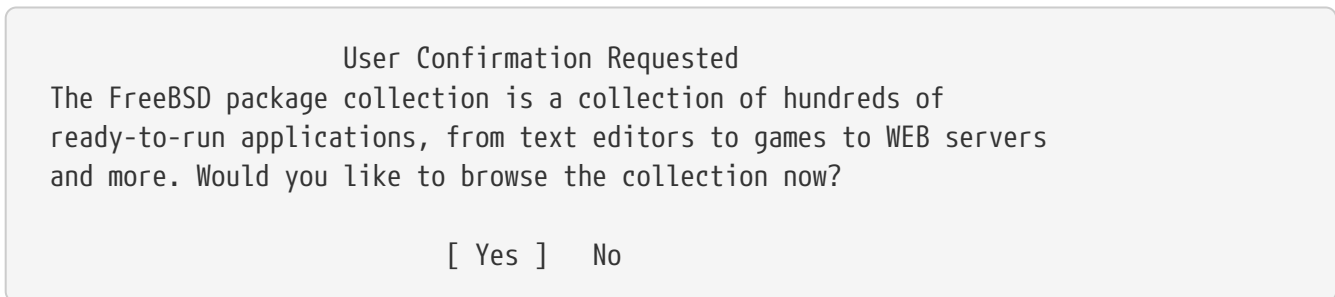 User Confirmation Requested
The FreeBSD package collection is a collection of hundreds of
ready-to-run applications, from text editors to games to WEB servers
and more. Would you like to browse the collection now?
[ Yes ]   No